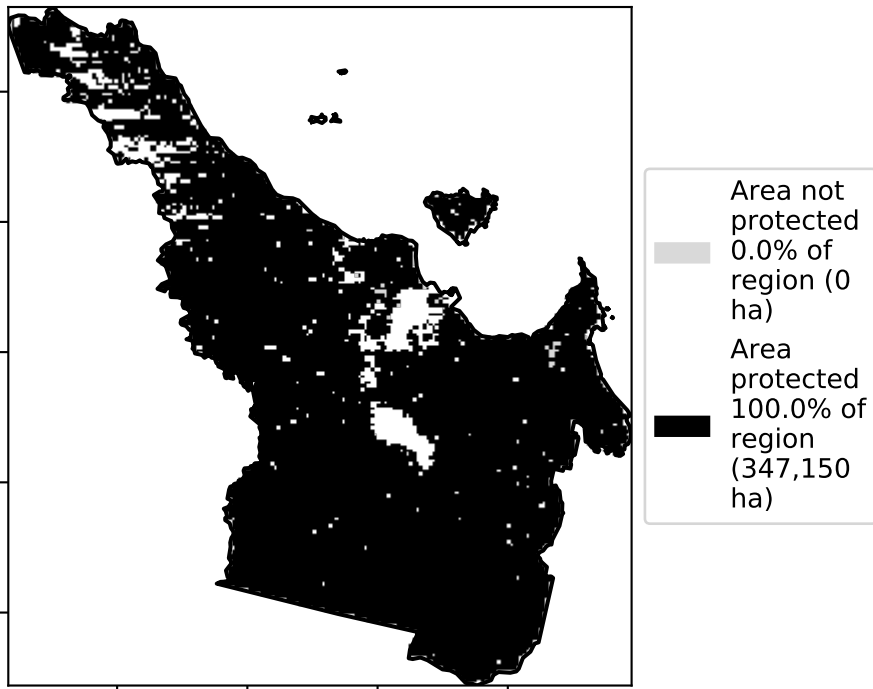 Area not
protected
0.0% of
region (0
ha)
Area
protected
100.0% of
region
(347,150
ha)